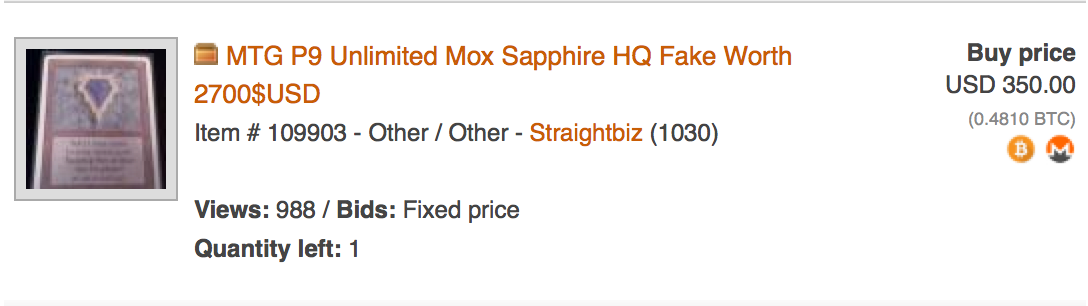 MTG P9 Unlimited Mox Sapphire HQ Fake Worth
2700$USD
Item # 109903 - Other / Other - Straightbiz (1030)
Views: 988 / Bids: Fixed price
Quantity left: 1
Buy price
USD 350.00
(0.4810 BTC)